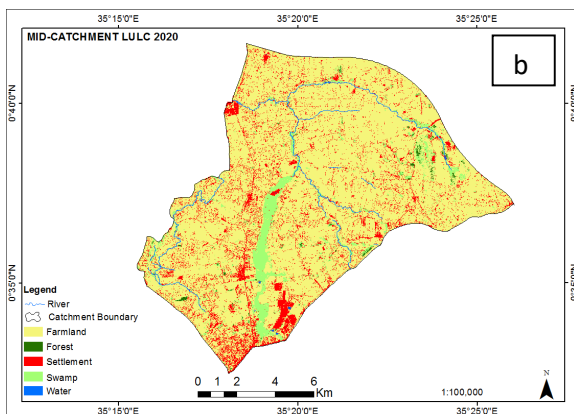 35°15'0"E 35°20'0"E 35°25'0"E
MID-CATCHMENT LULC 2020
b
0°40'0"N 0°40'0"N
0°35'0"N 0°35'0"N
Legend
River
Catchment Boundary
Farmland
Forest
Settlement
Swamp
Water
0 1 2 4 6
Km
1:100,000
N
35°15'0"E 35°20'0"E 35°25'0"E